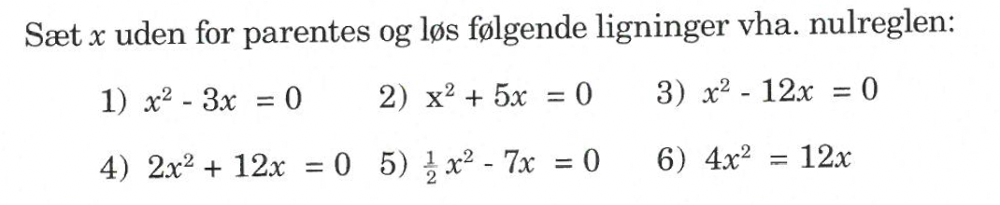 Sæt x uden for parentes og løs følgende ligninger vha. nulreglen:
1) x² - 3x = 0 2) x² + 5x = 0 3) x² - 12x = 0
4) 2x² + 12x = 0 5) ½ x² - 7x = 0 6) 4x² = 12x